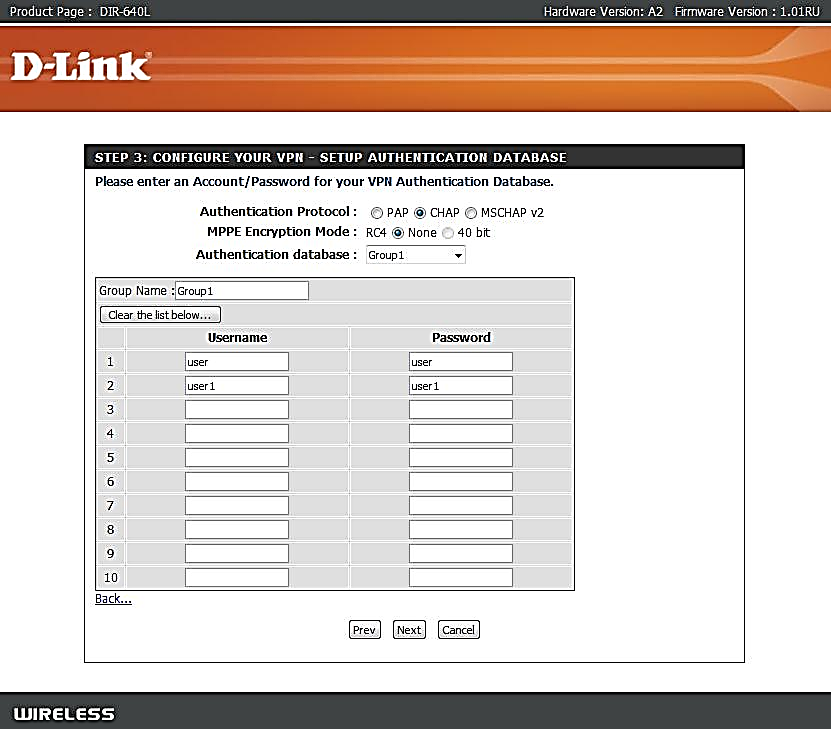 Product Page : DIR-640L Hardware Version: A2 Firmware Version : 1.01RU
D-Link
STEP 3: CONFIGURE YOUR VPN - SETUP AUTHENTICATION DATABASE
Please enter an Account/Password for your VPN Authentication Database.
Authentication Protocol : PAP CHAP MSCHAP v2
MPPE Encryption Mode : RC4 None 40 bit
Authentication database : Group1
Group Name : Group1
Clear the list below...
Username Password
1 user user
2 user1 user1
3
4
5
6
7
8
9
10
Back...
Prev Next Cancel
WIRELESS